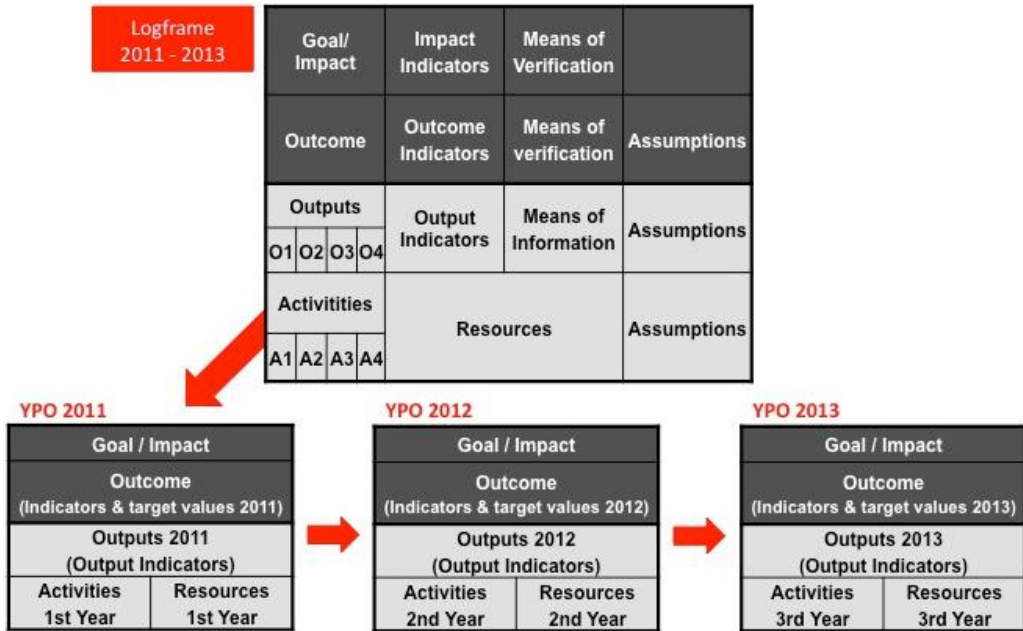 Logframe
2011 - 2013
Goal/
Impact
Impact
Indicators
Means of
Verification
Outcome
Outcome
Indicators
Means of
verification
Assumptions
Outputs
O1 O2 O3 O4
Output
Indicators
Means of
Information
Assumptions
Activitities
A1 A2 A3 A4
Resources
Assumptions
YPO 2011
Goal / Impact
Outcome
(Indicators & target values 2011)
Outputs 2011
(Output Indicators)
Activities
1st Year
Resources
1st Year
YPO 2012
Goal / Impact
Outcome
(Indicators & target values 2012)
Outputs 2012
(Output Indicators)
Activities
2nd Year
Resources
2nd Year
YPO 2013
Goal / Impact
Outcome
(Indicators & target values 2013)
Outputs 2013
(Output Indicators)
Activities
3rd Year
Resources
3rd Year